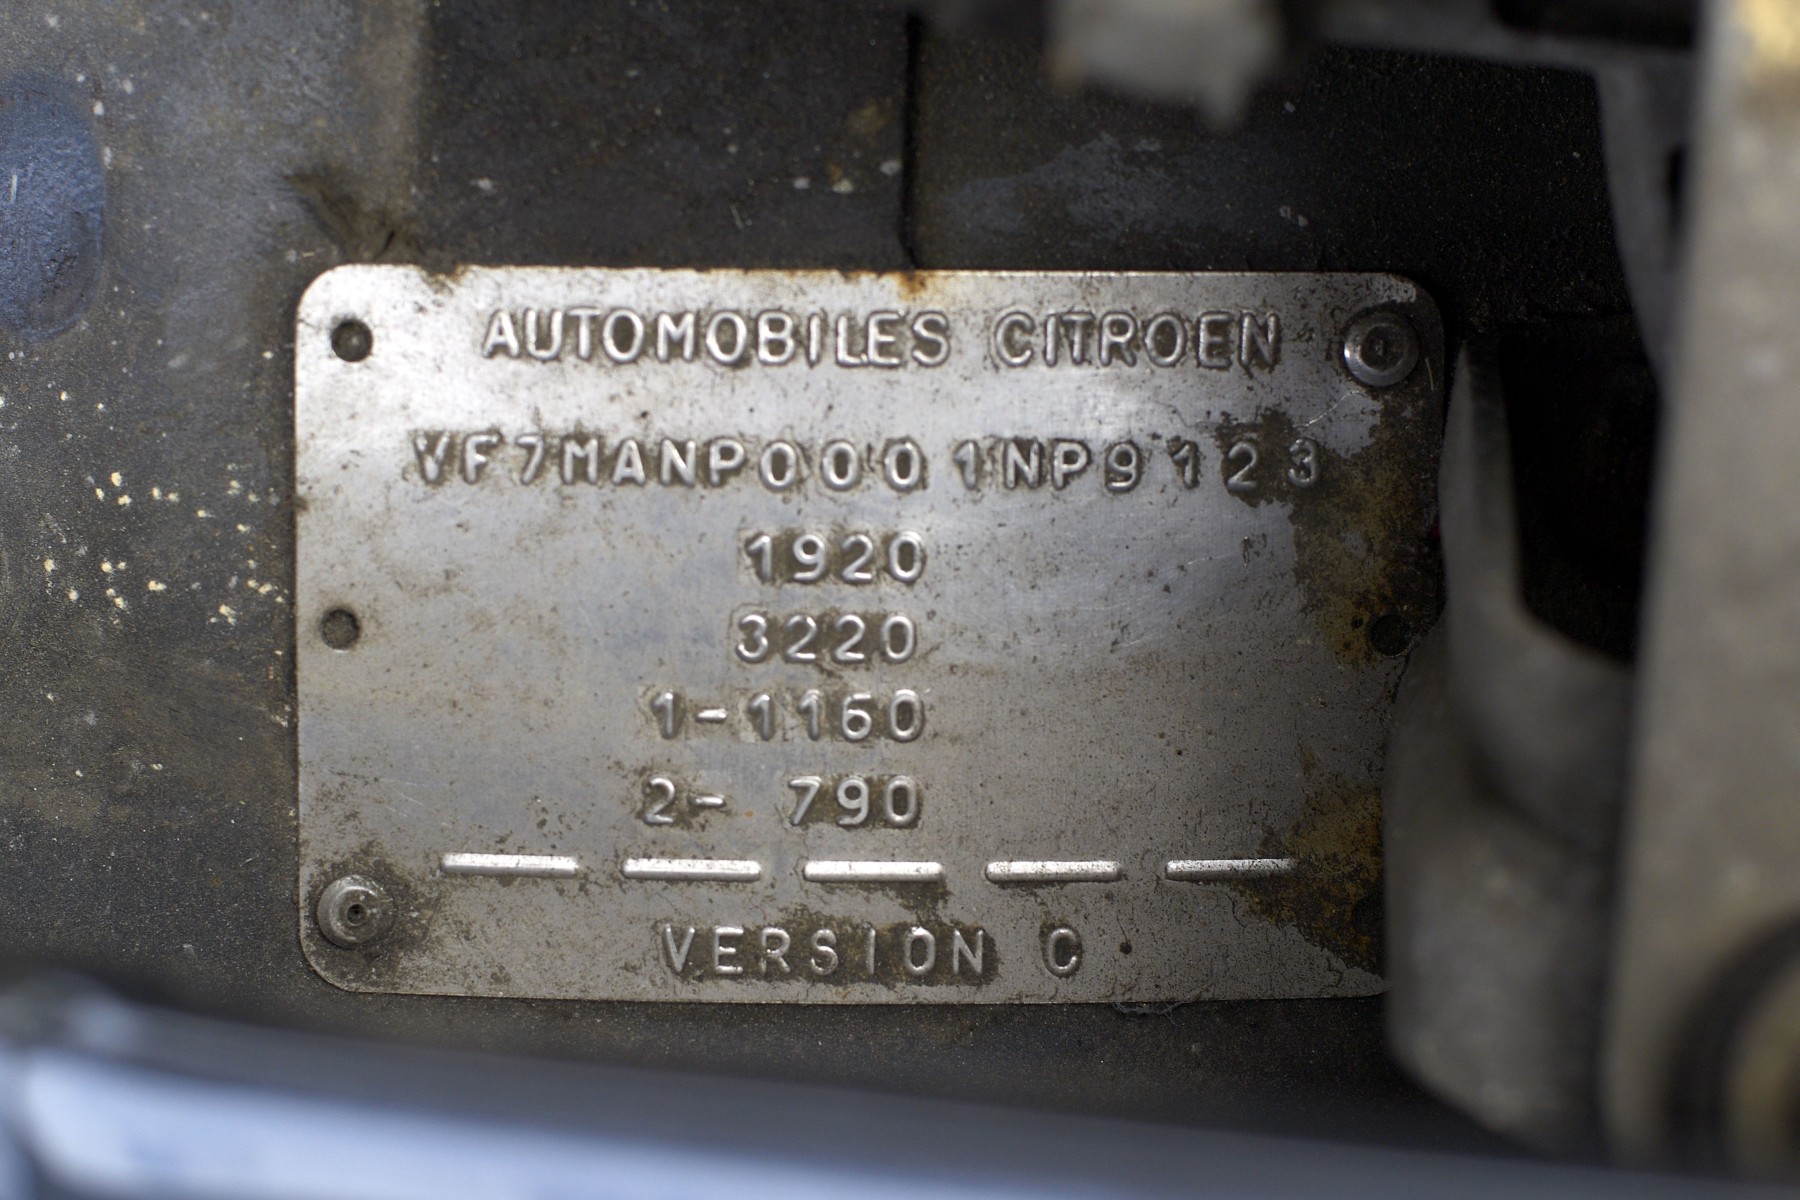 AUTOMOBILES CITROEN
VF7MANP0001NP9123
1920
3220
1-1160
2- 790
VERSION C